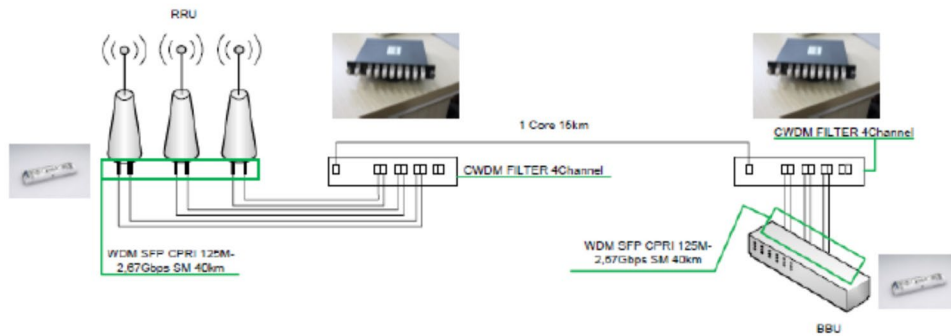 RRU
1 Core 15km
CWDM FILTER 4Channel
CWDM FILTER 4Channel
WDM SFP CPRI 125M-
2,67Gbps SM 40km
WDM SFP CPRI 125M-
2,67Gbps SM 40km
BBU